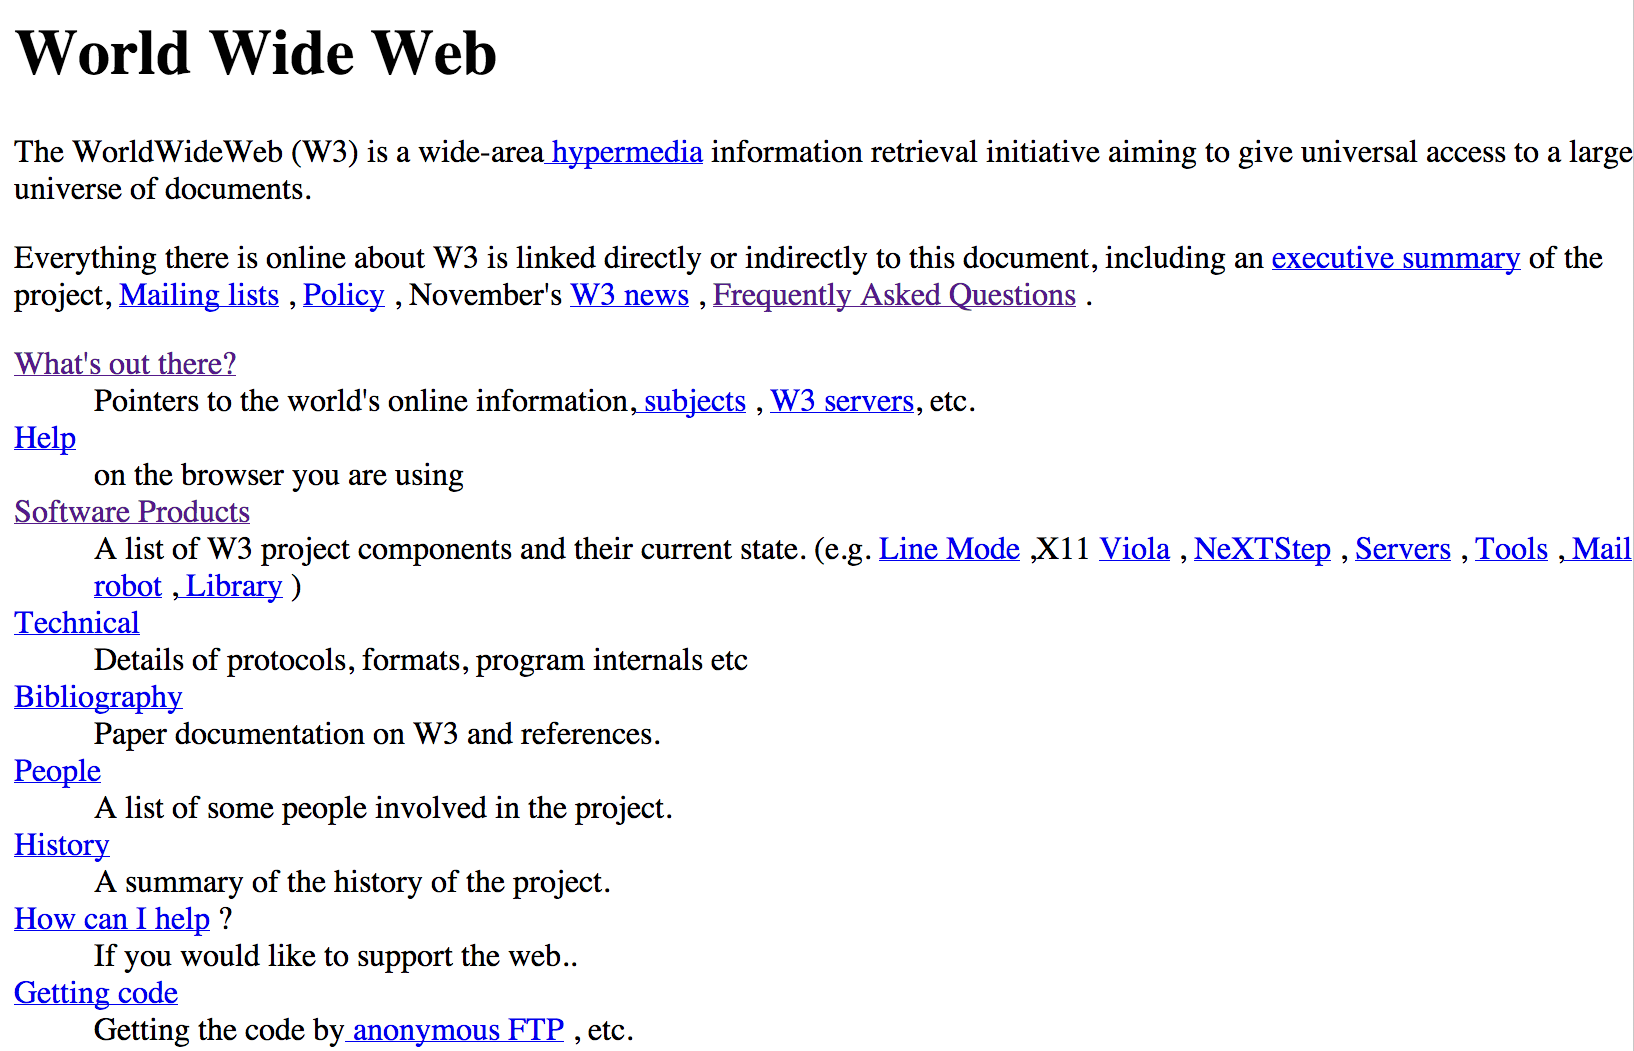 World Wide Web
The WorldWideWeb (W3) is a wide-area hypermedia information retrieval initiative aiming to give universal access to a large
universe of documents.
Everything there is online about W3 is linked directly or indirectly to this document, including an executive summary of the
project, Mailing lists , Policy , November's W3 news , Frequently Asked Questions .
What's out there?
Pointers to the world's online information, subjects , W3 servers, etc.
Help
on the browser you are using
Software Products
A list of W3 project components and their current state. (e.g. Line Mode ,X11 Viola , NeXTStep , Servers , Tools , Mail
robot , Library )
Technical
Details of protocols, formats, program internals etc
Bibliography
Paper documentation on W3 and references.
People
A list of some people involved in the project.
History
A summary of the history of the project.
How can I help ?
If you would like to support the web..
Getting code
Getting the code by anonymous FTP , etc.